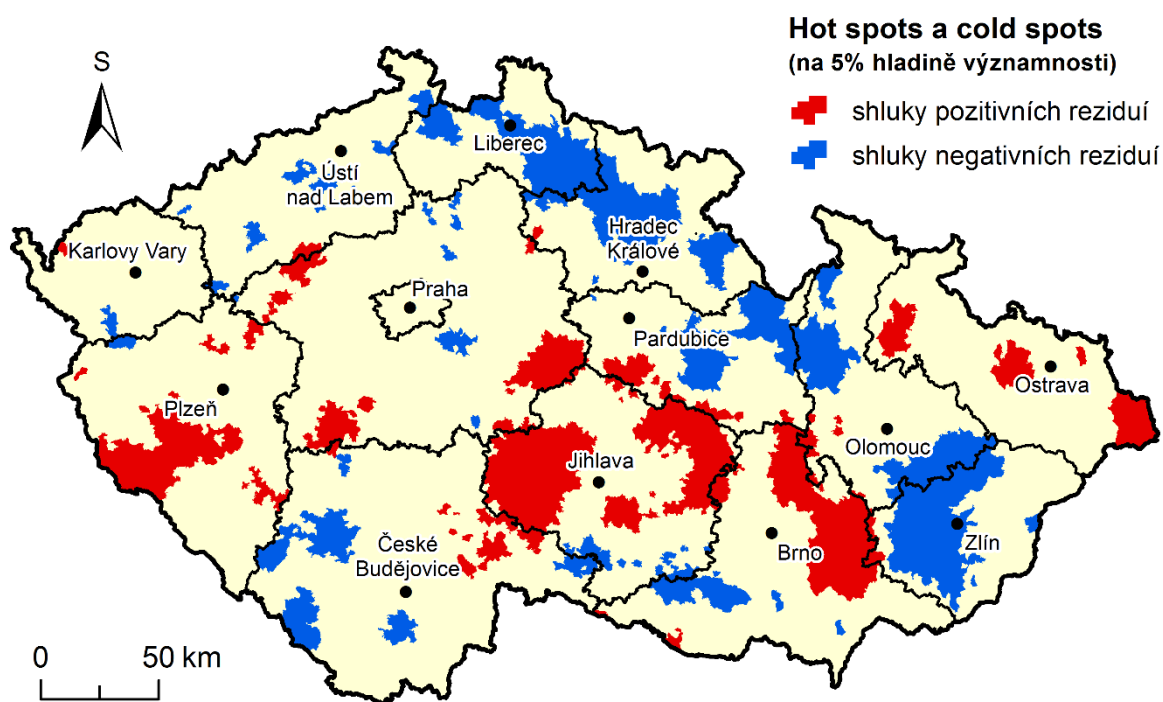 Hot spots a cold spots
(na 5% hladině významnosti)
shluky pozitivních reziduí
shluky negativních reziduí
S
Liberec
Ústí
nad Labem
Hradec
Králové
Karlovy Vary
Praha
Pardubice
Ostrava
Plzeň
Olomouc
Jihlava
České
Budějovice
Brno
Zlín
0
50 km